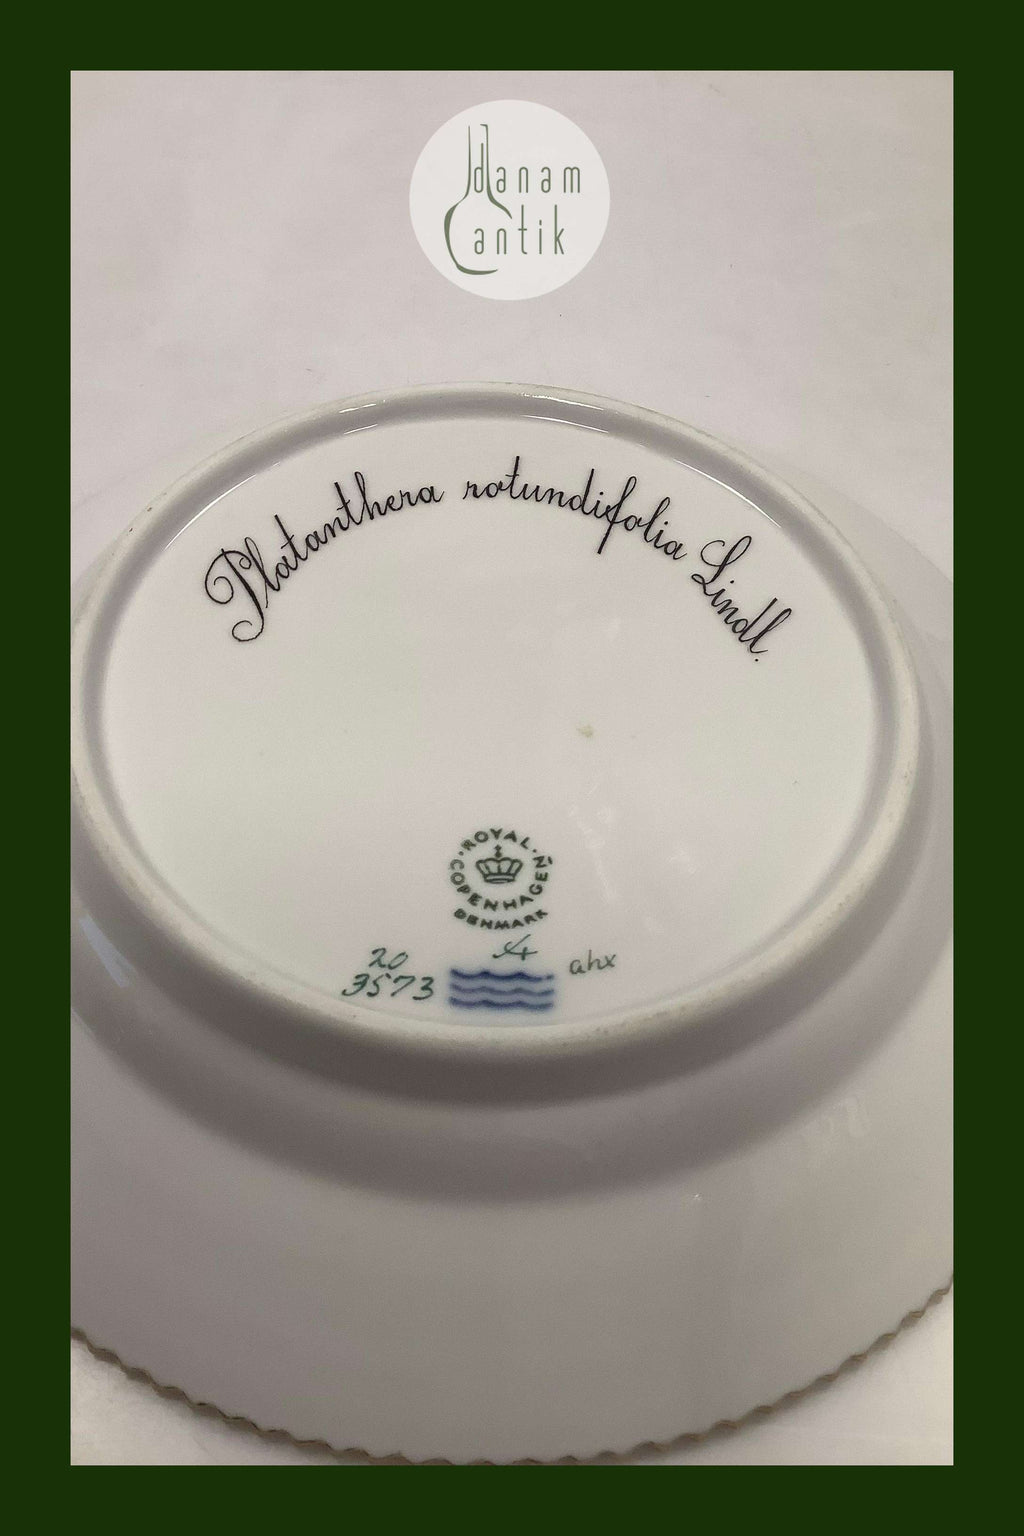 danam
antik
Platanthera rotundifolia Lindl.
ROYAL
COPENHAGEN
DENMARK
20
3573
ahx